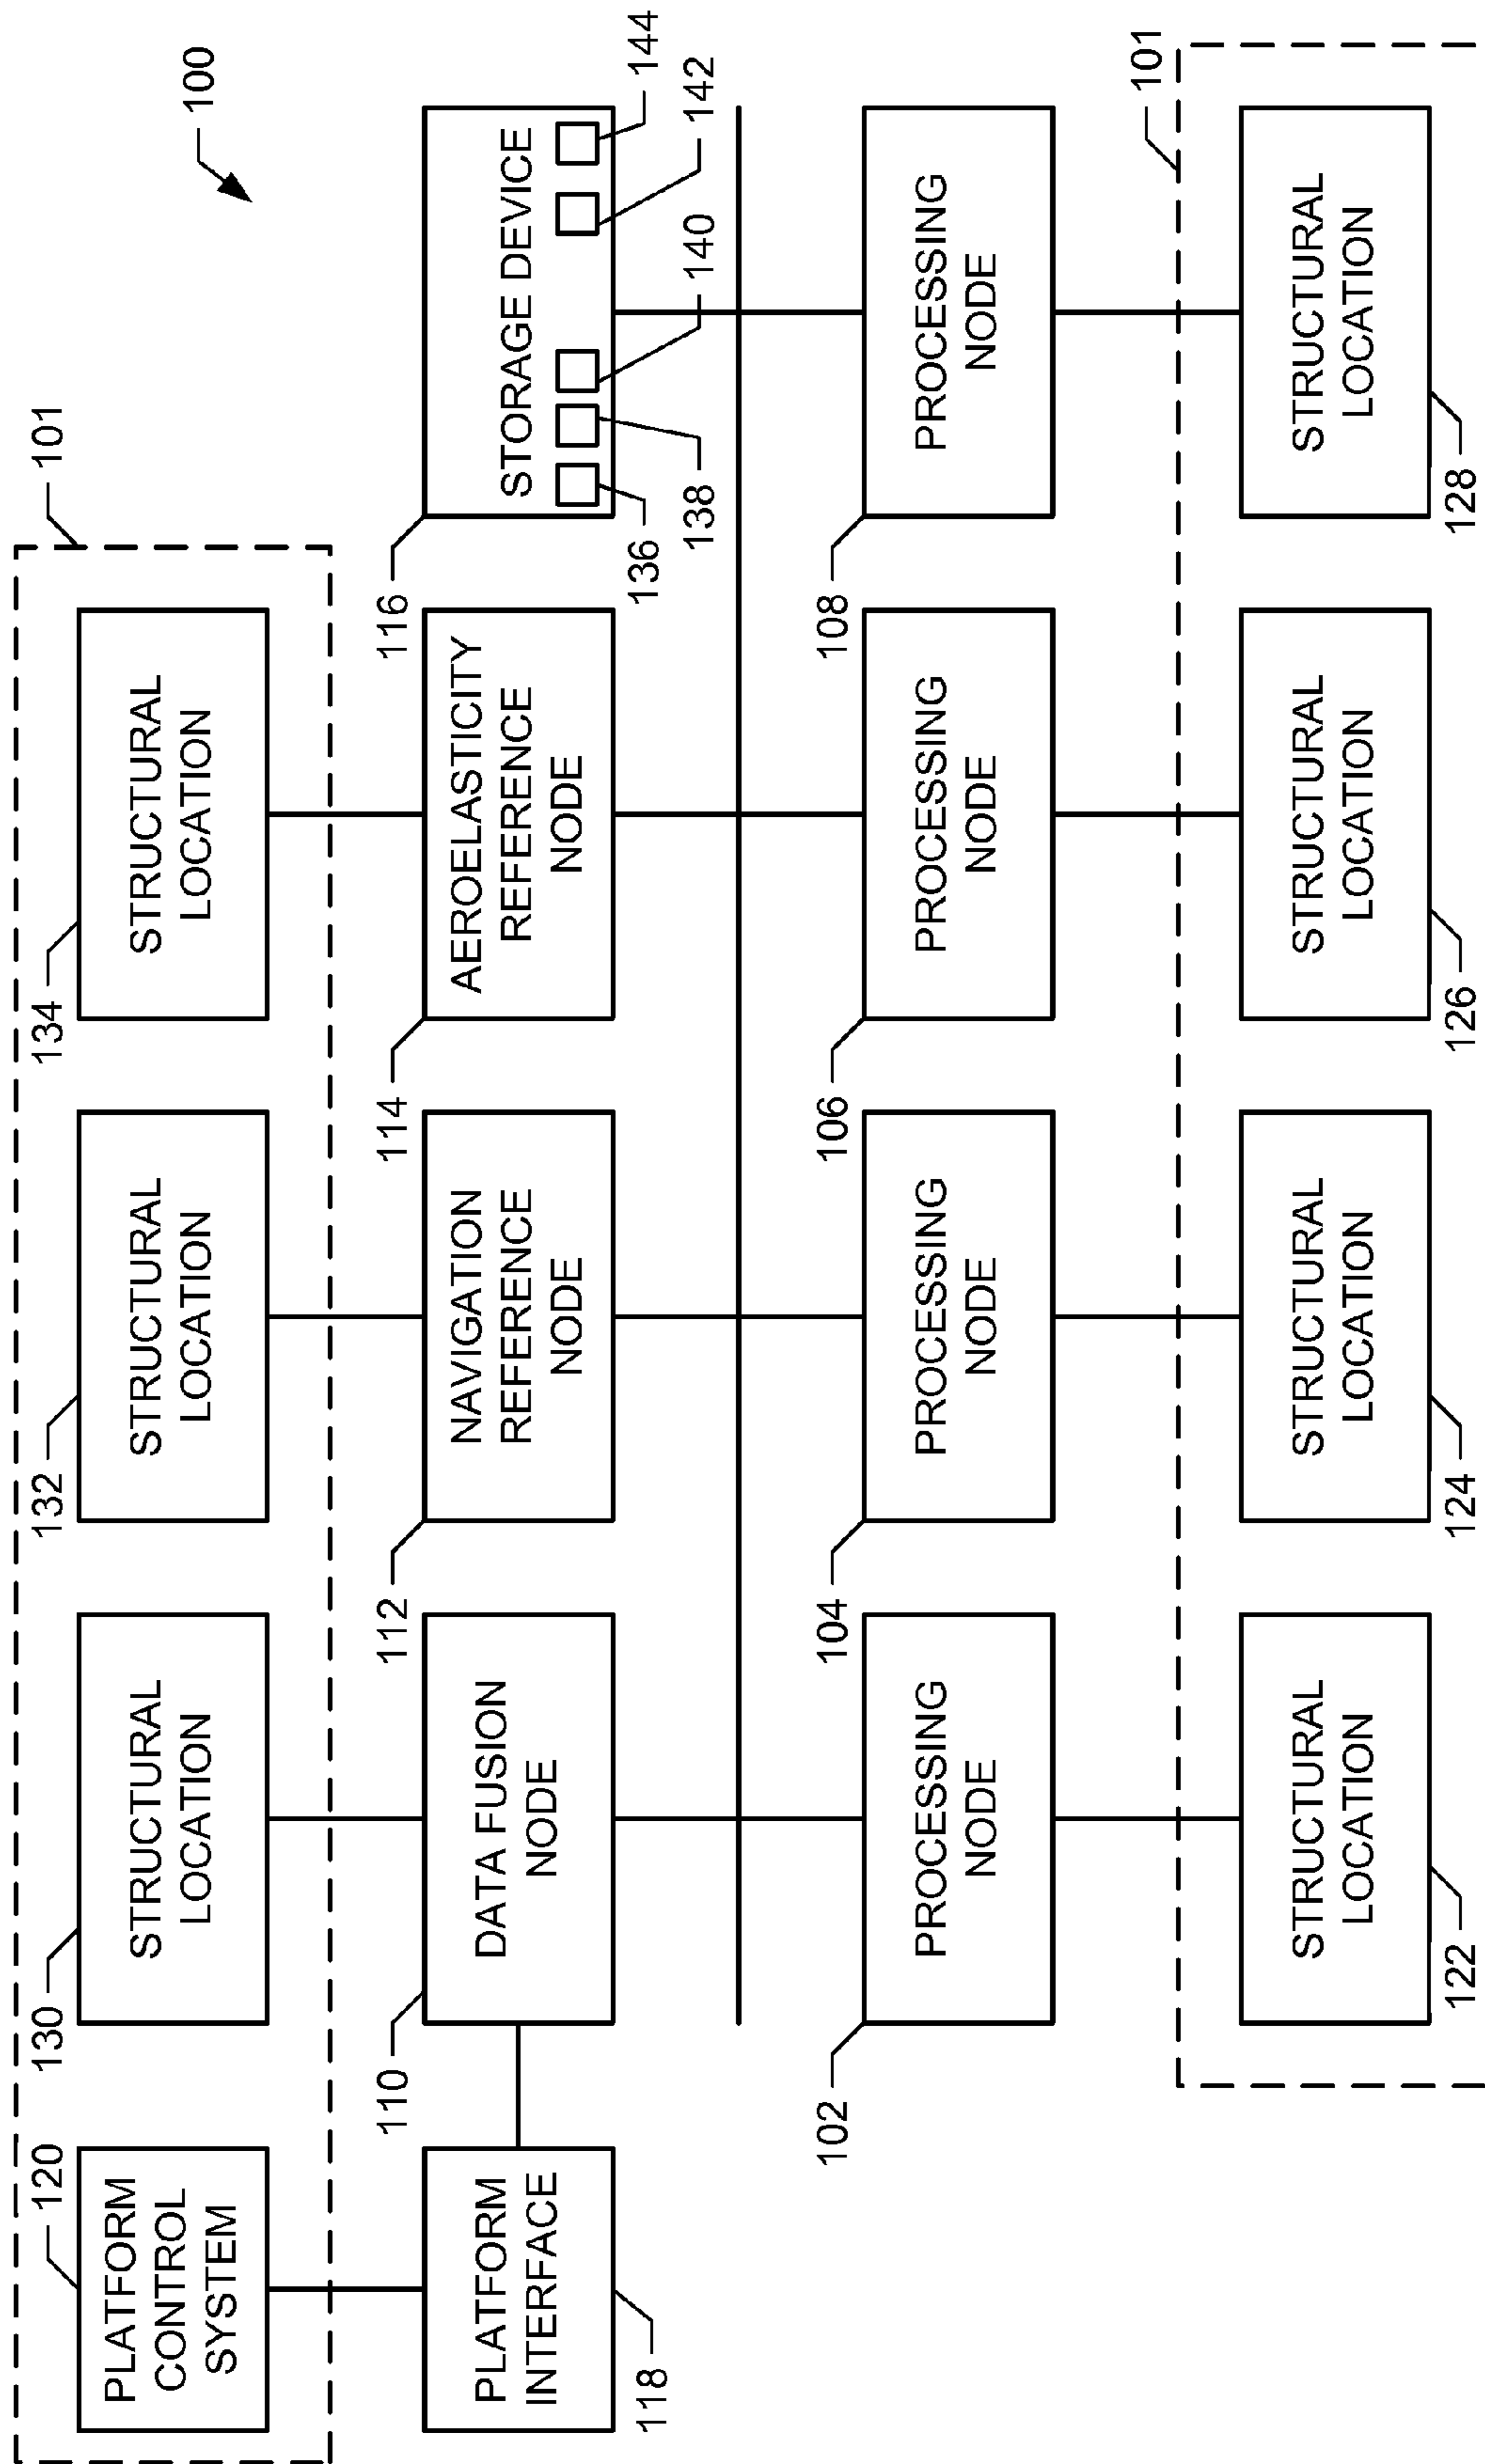 100
101
120
PLATFORM
CONTROL
SYSTEM
130
STRUCTURAL
LOCATION
132
STRUCTURAL
LOCATION
134
STRUCTURAL
LOCATION
118
PLATFORM
INTERFACE
110
DATA FUSION
NODE
112
NAVIGATION
REFERENCE
NODE
114
AEROELASTICITY
REFERENCE
NODE
116
STORAGE DEVICE
136
138
140
142
144
102
PROCESSING
NODE
104
PROCESSING
NODE
106
PROCESSING
NODE
108
PROCESSING
NODE
101
122
STRUCTURAL
LOCATION
124
STRUCTURAL
LOCATION
126
STRUCTURAL
LOCATION
128
STRUCTURAL
LOCATION